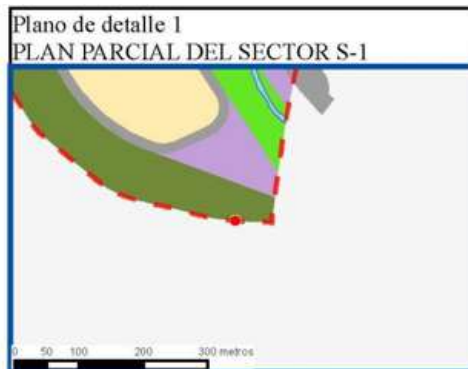 Plano de detalle 1
PLAN PARCIAL DEL SECTOR S-1
0 50 100 200 300 metros